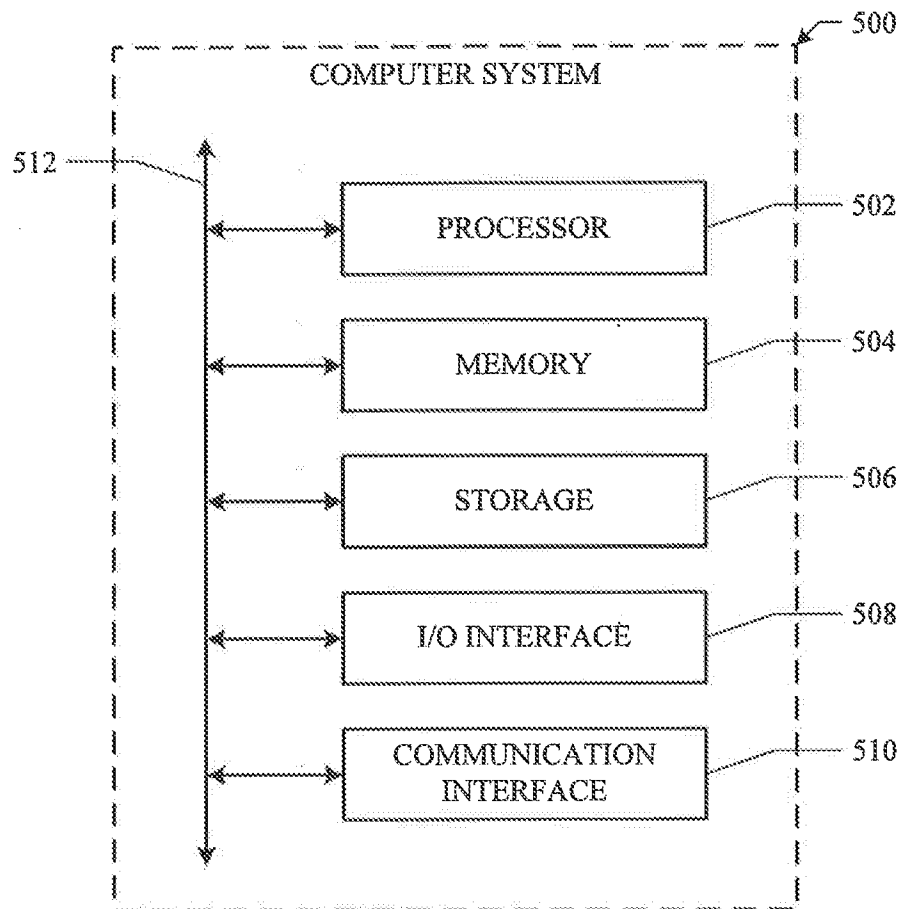 500
COMPUTER SYSTEM
512
PROCESSOR
502
MEMORY
504
STORAGE
506
I/O INTERFACE
508
COMMUNICATION
INTERFACE
510